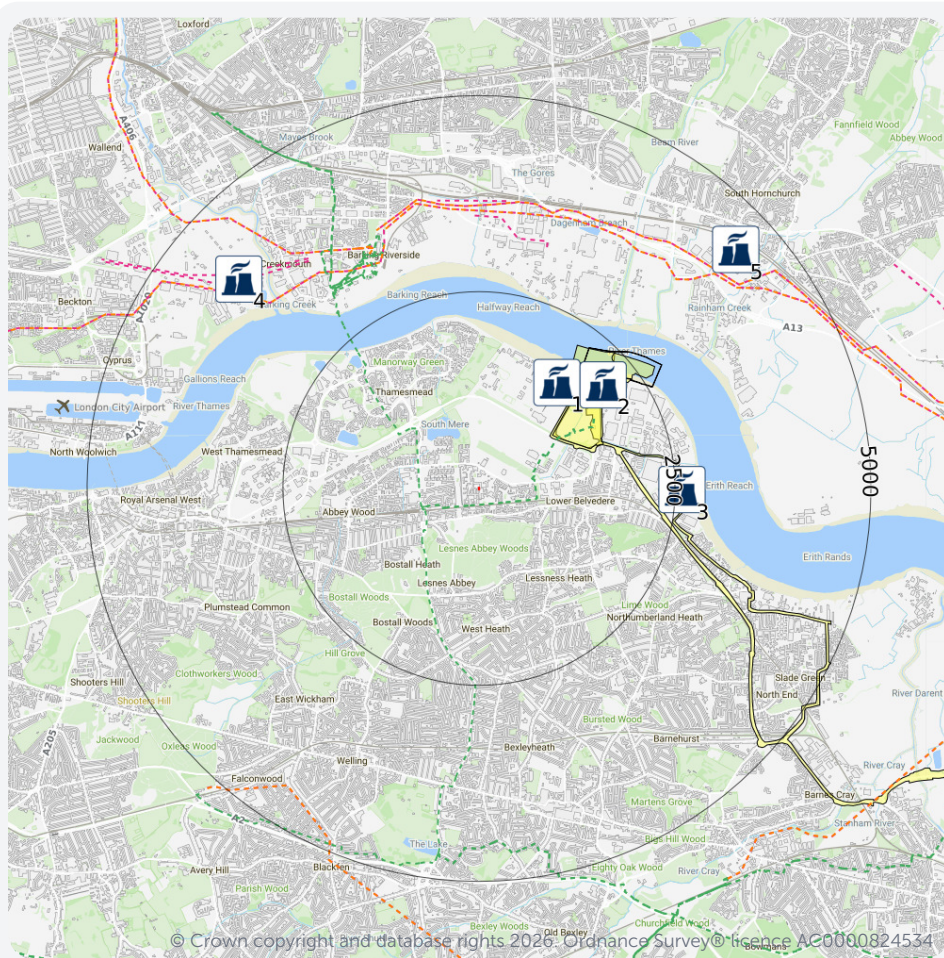 Loxford
A406
Wallend
Mayes Brook
Fannfield Wood
Abbey Wood
Beam River
The Gores
South Hornchurch
Dagenham Breach
Barking Riverside
Creekmouth
5
4
Beckton
A1020
Barking Creek
Barking Reach
Halfway Reach
Rainham Creek
A13
Cyprus
Gallions Reach
Manorway Green
River Thames
Thamesmead
1
2
London City Airport
River Thames
A117
South Mere
North Woolwich
West Thamesmead
2500
5000
Erith Reach
3
Royal Arsenal West
Abbey Wood
Lower Belvedere
Lesnes Abbey Woods
Erith Rands
Bostall Heath
Lesnes Abbey
Lessness Heath
Bostall Woods
Plumstead Common
Lime Wood
Northumberland Heath
Bostall Woods
West Heath
Hill Grove
Clothworkers Wood
Shooters Hill
Shooters Hill
Slade Green
North End
East Wickham
River Darent
A205
Jackwood
Oxleas Wood
Bursted Wood
Barnehurst
Bexleyheath
Welling
River Cray
Falconwood
Barnes Cray
Martens Grove
A2
Stanham River
Bigs Hill Wood
The Lake
Avery Hill
Blackfen
Eighty Oak Wood
River Cray
Parish Wood
Churchfield Wood
Bexley Woods
Old Bexley
Bowmans
© Crown copyright and database rights 2026. Ordnance Survey® licence AC0000824534